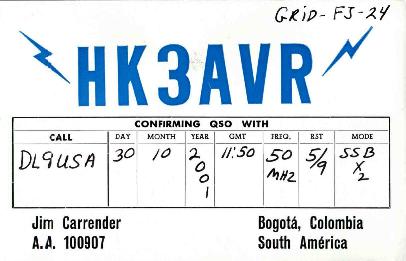 GRID-FJ-24
HK3AVR
CONFIRMING QSO WITH
CALL DAY MONTH YEAR GMT FREQ. RST MODE
DL9USA 30 10 2001 11:50 50 MHZ 5/9 SSB X2
Jim Carrender Bogotá, Colombia
A.A. 100907 South América